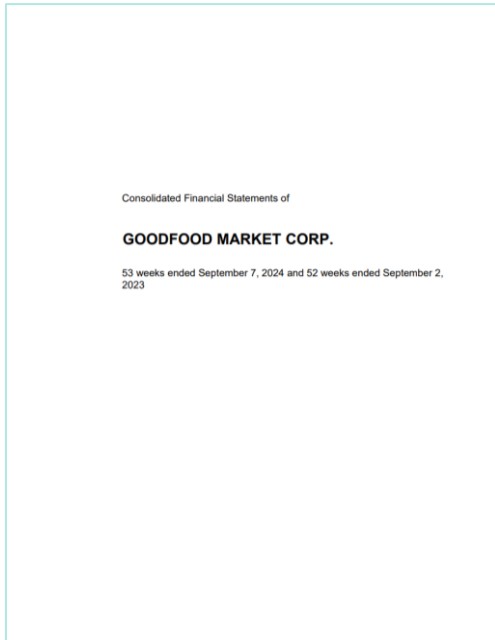 Consolidated Financial Statements of
GOODFOOD MARKET CORP.
53 weeks ended September 7, 2024 and 52 weeks ended September 2,
2023